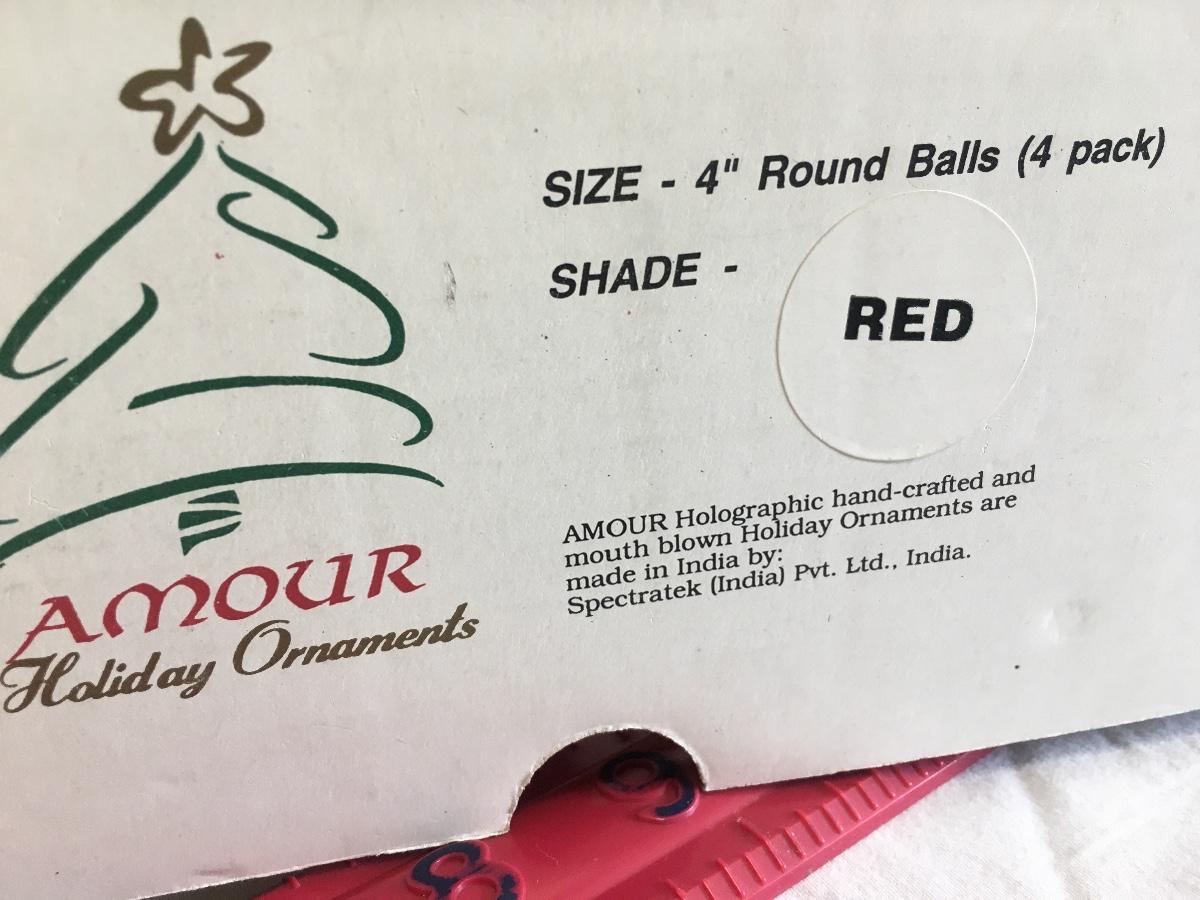 SIZE - 4" Round Balls (4 pack)
SHADE -
RED
AMOUR Holographic hand-crafted and
mouth blown Holiday Ornaments are
made in India by:
Spectratek (India) Pvt. Ltd., India.
AMOUR
Holiday Ornaments